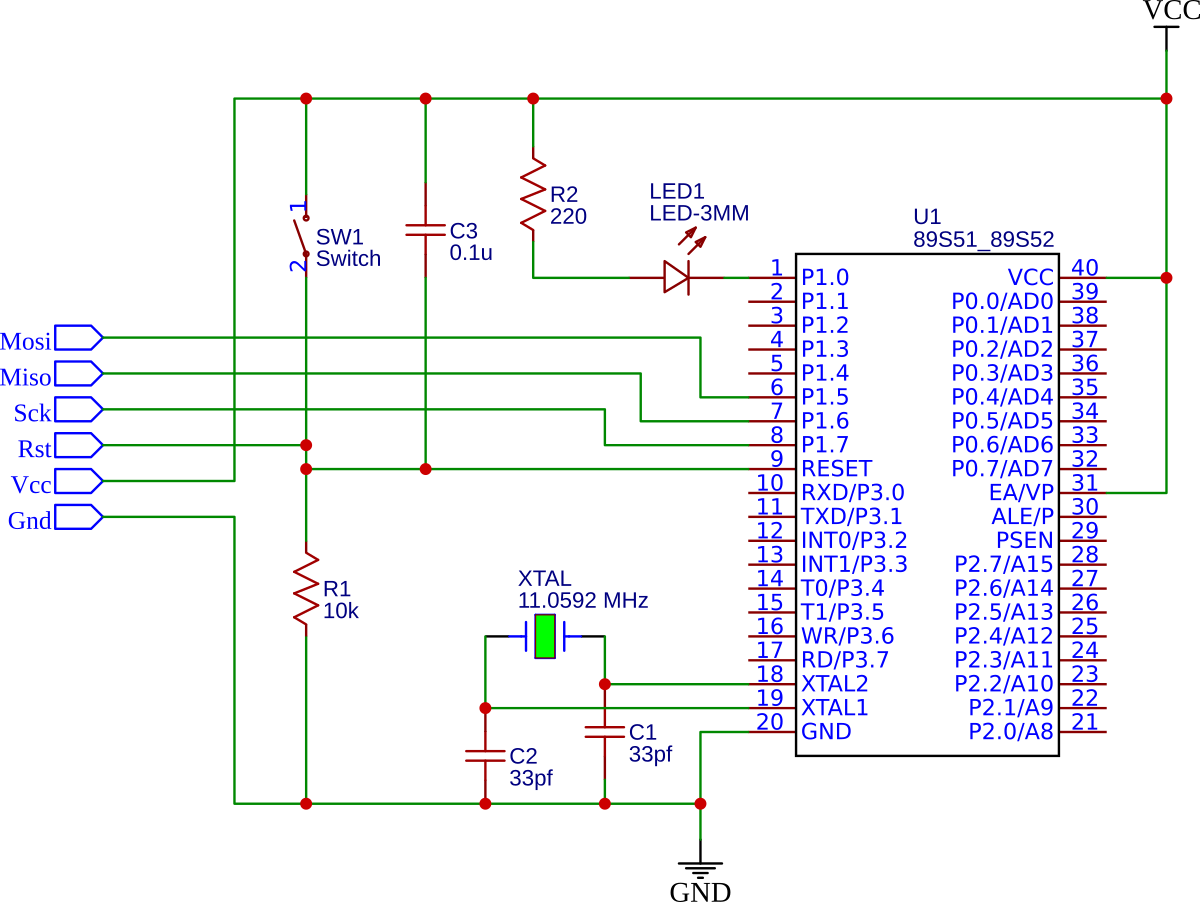 VCC
1
2
SW1
Switch
C3
0.1u
R2
220
LED1
LED-3MM
U1
89S51_89S52
Mosi
Miso
Sck
Rst
Vcc
Gnd
1 P1.0 VCC 40
2 P1.1 P0.0/AD0 39
3 P1.2 P0.1/AD1 38
4 P1.3 P0.2/AD2 37
5 P1.4 P0.3/AD3 36
6 P1.5 P0.4/AD4 35
7 P1.6 P0.5/AD5 34
8 P1.7 P0.6/AD6 33
9 RESET P0.7/AD7 32
10 RXD/P3.0 EA/VP 31
11 TXD/P3.1 ALE/P 30
12 INT0/P3.2 PSEN 29
13 INT1/P3.3 P2.7/A15 28
14 T0/P3.4 P2.6/A14 27
15 T1/P3.5 P2.5/A13 26
16 WR/P3.6 P2.4/A12 25
17 RD/P3.7 P2.3/A11 24
18 XTAL2 P2.2/A10 23
19 XTAL1 P2.1/A9 22
20 GND P2.0/A8 21
R1
10k
XTAL
11.0592 MHz
C1
33pf
C2
33pf
GND